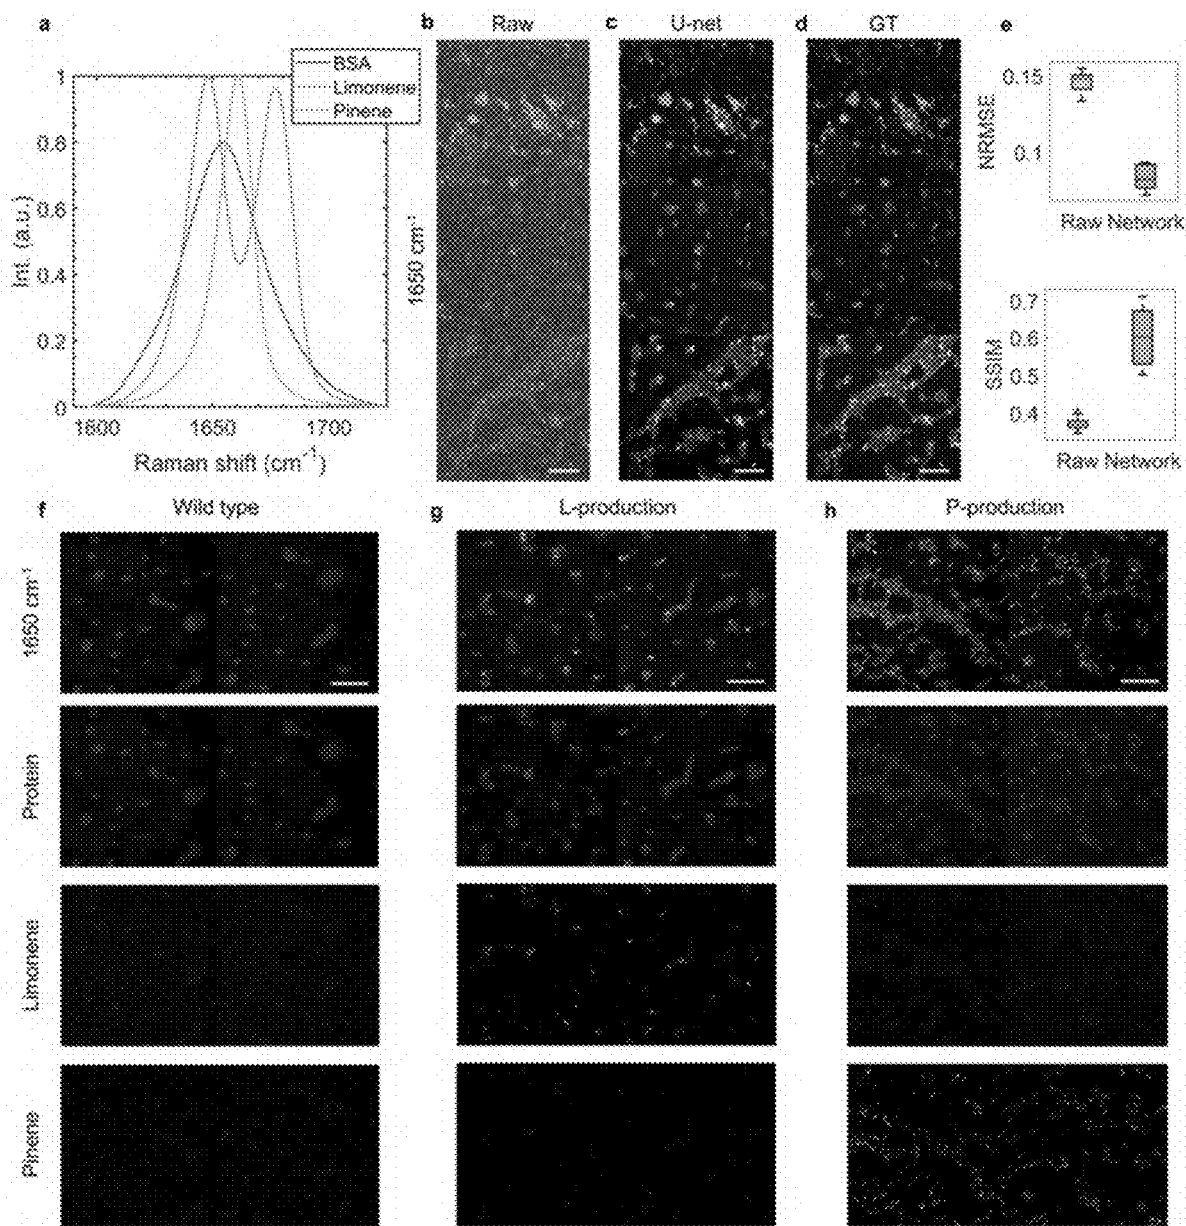 a
BSA
Limonene
Pinene
1
0.8
0.6
0.4
0.2
0
Int. (a.u.)
1600 1650 1700
Raman shift (cm⁻¹)
b Raw c U-net d GT
1650 cm⁻¹
e
0.15
0.1
NRMSE
Raw Network
0.7
0.6
0.5
0.4
SSIM
Raw Network
f Wild type g L-production h P-production
1650 cm⁻¹
Protein
Limonene
Pinene